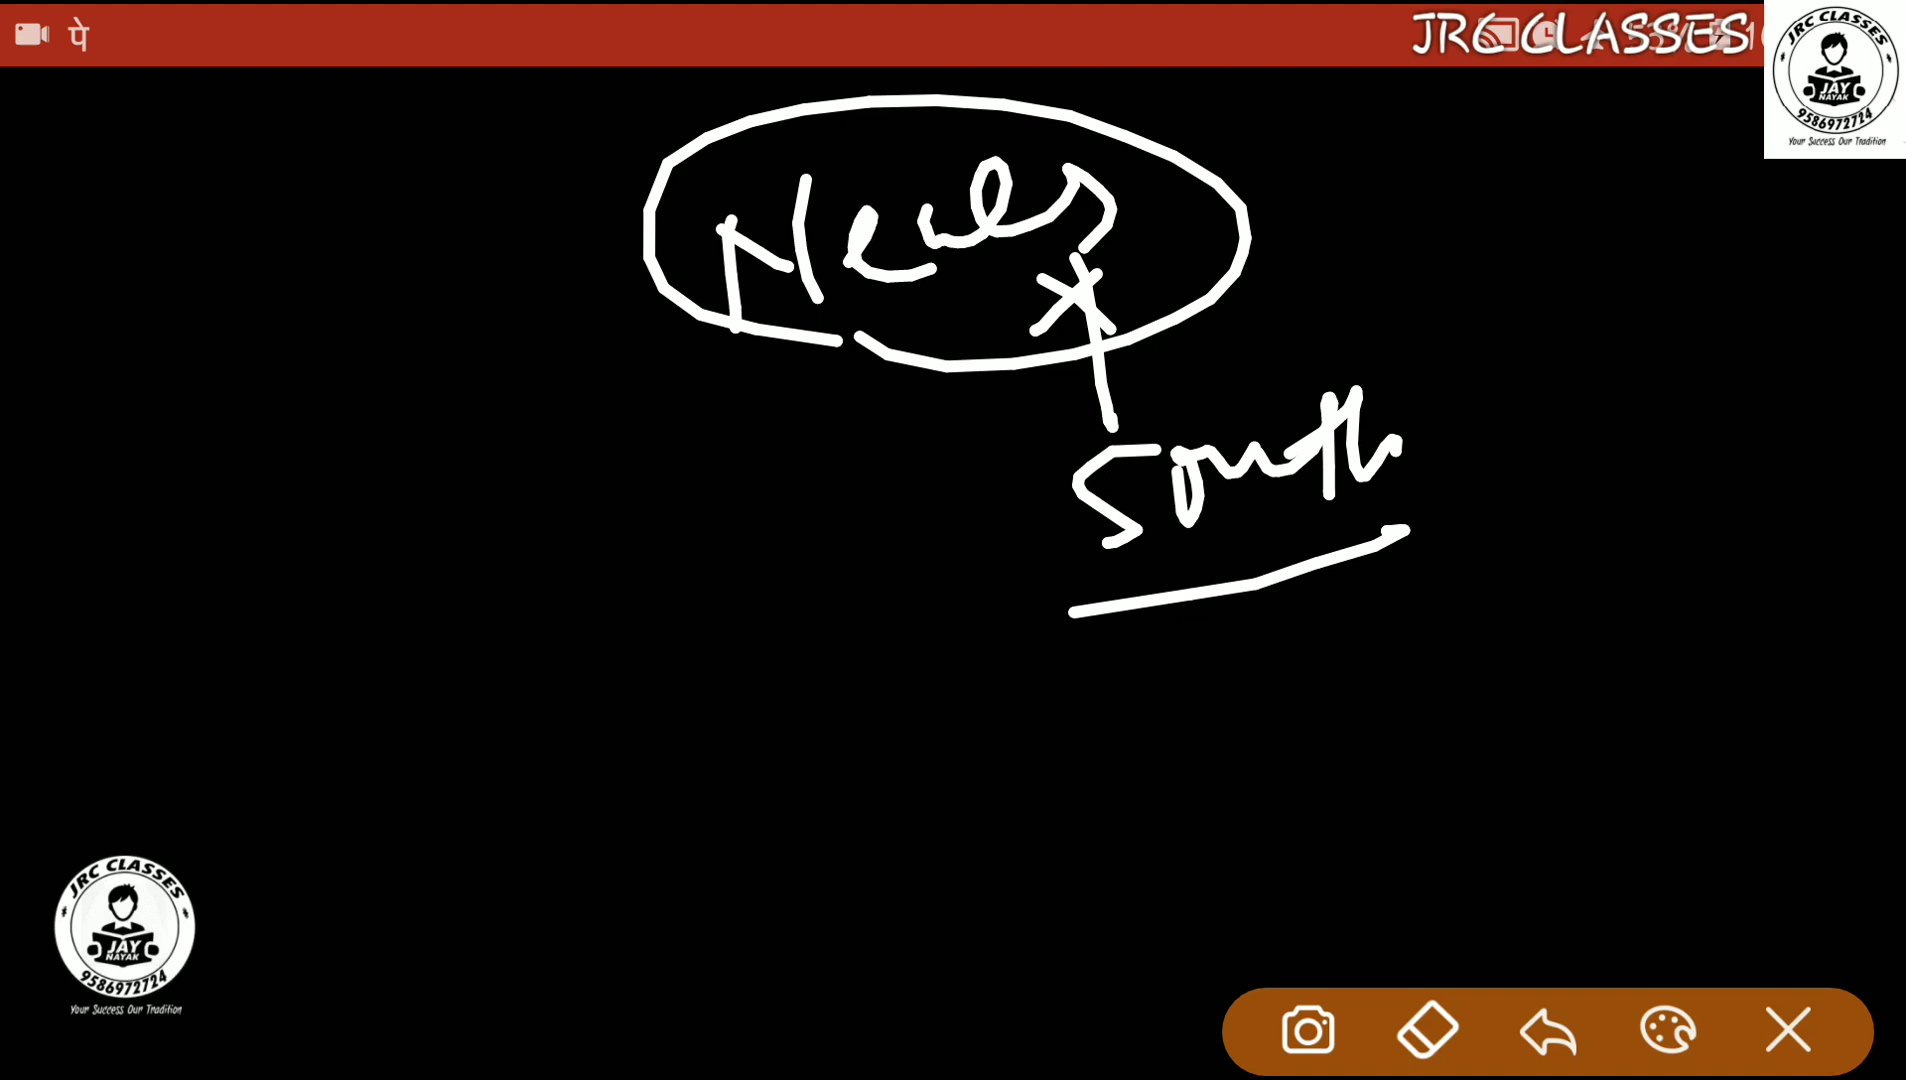 पे
JRC CLASSES
JRC CLASSES
JAY
NAYAK
9586972724
Your Success Our Tradition
News
South
JRC CLASSES
JAY
NAYAK
9586972724
Your Success Our Tradition